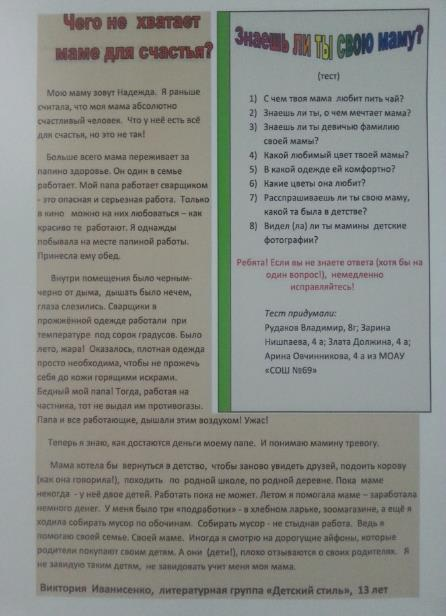 Чего не хватает
маме для счастья?
Мою маму зовут Надежда. Я раньше
считала, что моя мама абсолютно
счастливый человек. Что у неё есть всё
для счастья, но это не так!
Больше всего мама переживает за
папино здоровье. Он один в семье
работает. Мой папа работает сварщиком
- это опасная и серьезная работа. Только
в кино можно на них любоваться – как
красиво те работают. Я однажды
побывала на месте папиной работы.
Принесла ему обед.
Внутри помещения было черным-
черно от дыма, дышать было нечем,
глаза слезились. Сварщики в
прожжённой одежде работали при
температуре под сорок градусов. Было
лето, жара! Оказалось, плотная одежда
просто необходима, чтобы не прожечь
себя до кожи горящими искрами.
Бедный мой папа! Тогда, работая на
частника, тот не выдал им противогазы.
Папа и все работающие, дышали этим воздухом! Ужас!
Теперь я знаю, как достаются деньги моему папе. И понимаю мамину тревогу.
Мама хотела бы вернуться в детство, чтобы заново увидеть друзей, подоить корову
(как она говорила!), походить по родной школе, по родной деревне. Пока маме
некогда - у неё двое детей. Работать пока не может. Летом я помогала маме – заработала
немного денег. У меня было три «подработки» - в хлебном ларьке, зоомагазине, а ещё я
ходила собирать мусор по обочинам. Собирать мусор - не стыдная работа. Ведь я
помогаю своей семье. Своей маме. Иногда я смотрю на дорогущие айфоны, которые
родители покупают своим детям. А они (дети!), плохо отзываются о своих родителях. Я
не завидую таким детям, не завидовать учит меня моя мама.
Виктория Иванисенко, литературная группа «Детский стиль», 13 лет
Знаешь ли ты свою маму?
(тест)
1) С чем твоя мама любит пить чай?
2) Знаешь ли ты, о чем мечтает мама?
3) Знаешь ли ты девичью фамилию
своей мамы?
4) Какой любимый цвет твоей мамы?
5) В какой одежде ей комфортно?
6) Какие цветы она любит?
7) Расспрашиваешь ли ты свою маму,
какой та была в детстве?
8) Видел (ла) ли ты мамины детские
фотографии?
Ребята! Если вы не знаете ответа (хотя бы на
один вопрос!), немедленно
исправляйтесь!
Тест придумали:
Рудаков Владимир, 8г; Зарина
Нишпаева, 4 а; Злата Должина, 4 а;
Арина Овчинникова, 4 а из МОАУ
«СОШ №69»